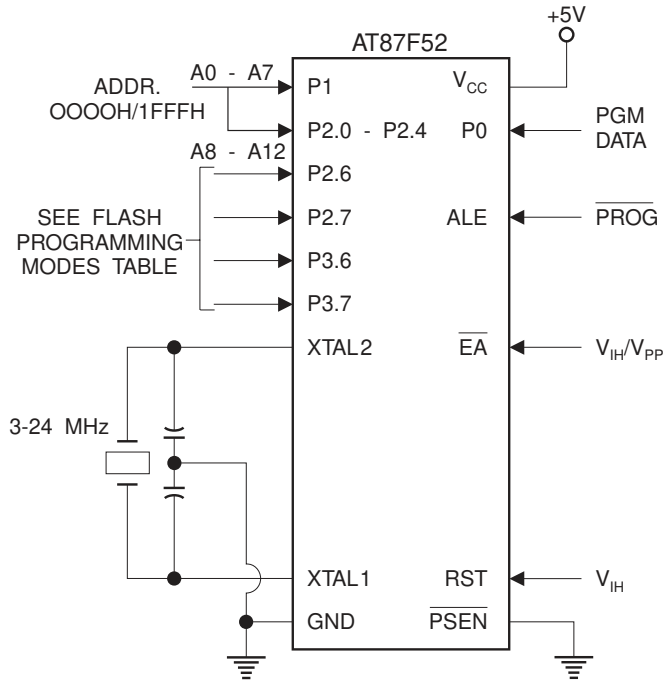 +5V
AT87F52
A0 - A7
ADDR.
OOOOH/1FFFH
P1
VCC
P2.0 - P2.4
P0
PGM
DATA
A8 - A12
P2.6
SEE FLASH
PROGRAMMING
MODES TABLE
P2.7
ALE
PROG
P3.6
P3.7
XTAL2
EA
VIH/VPP
3-24 MHz
XTAL1
RST
VIH
GND
PSEN